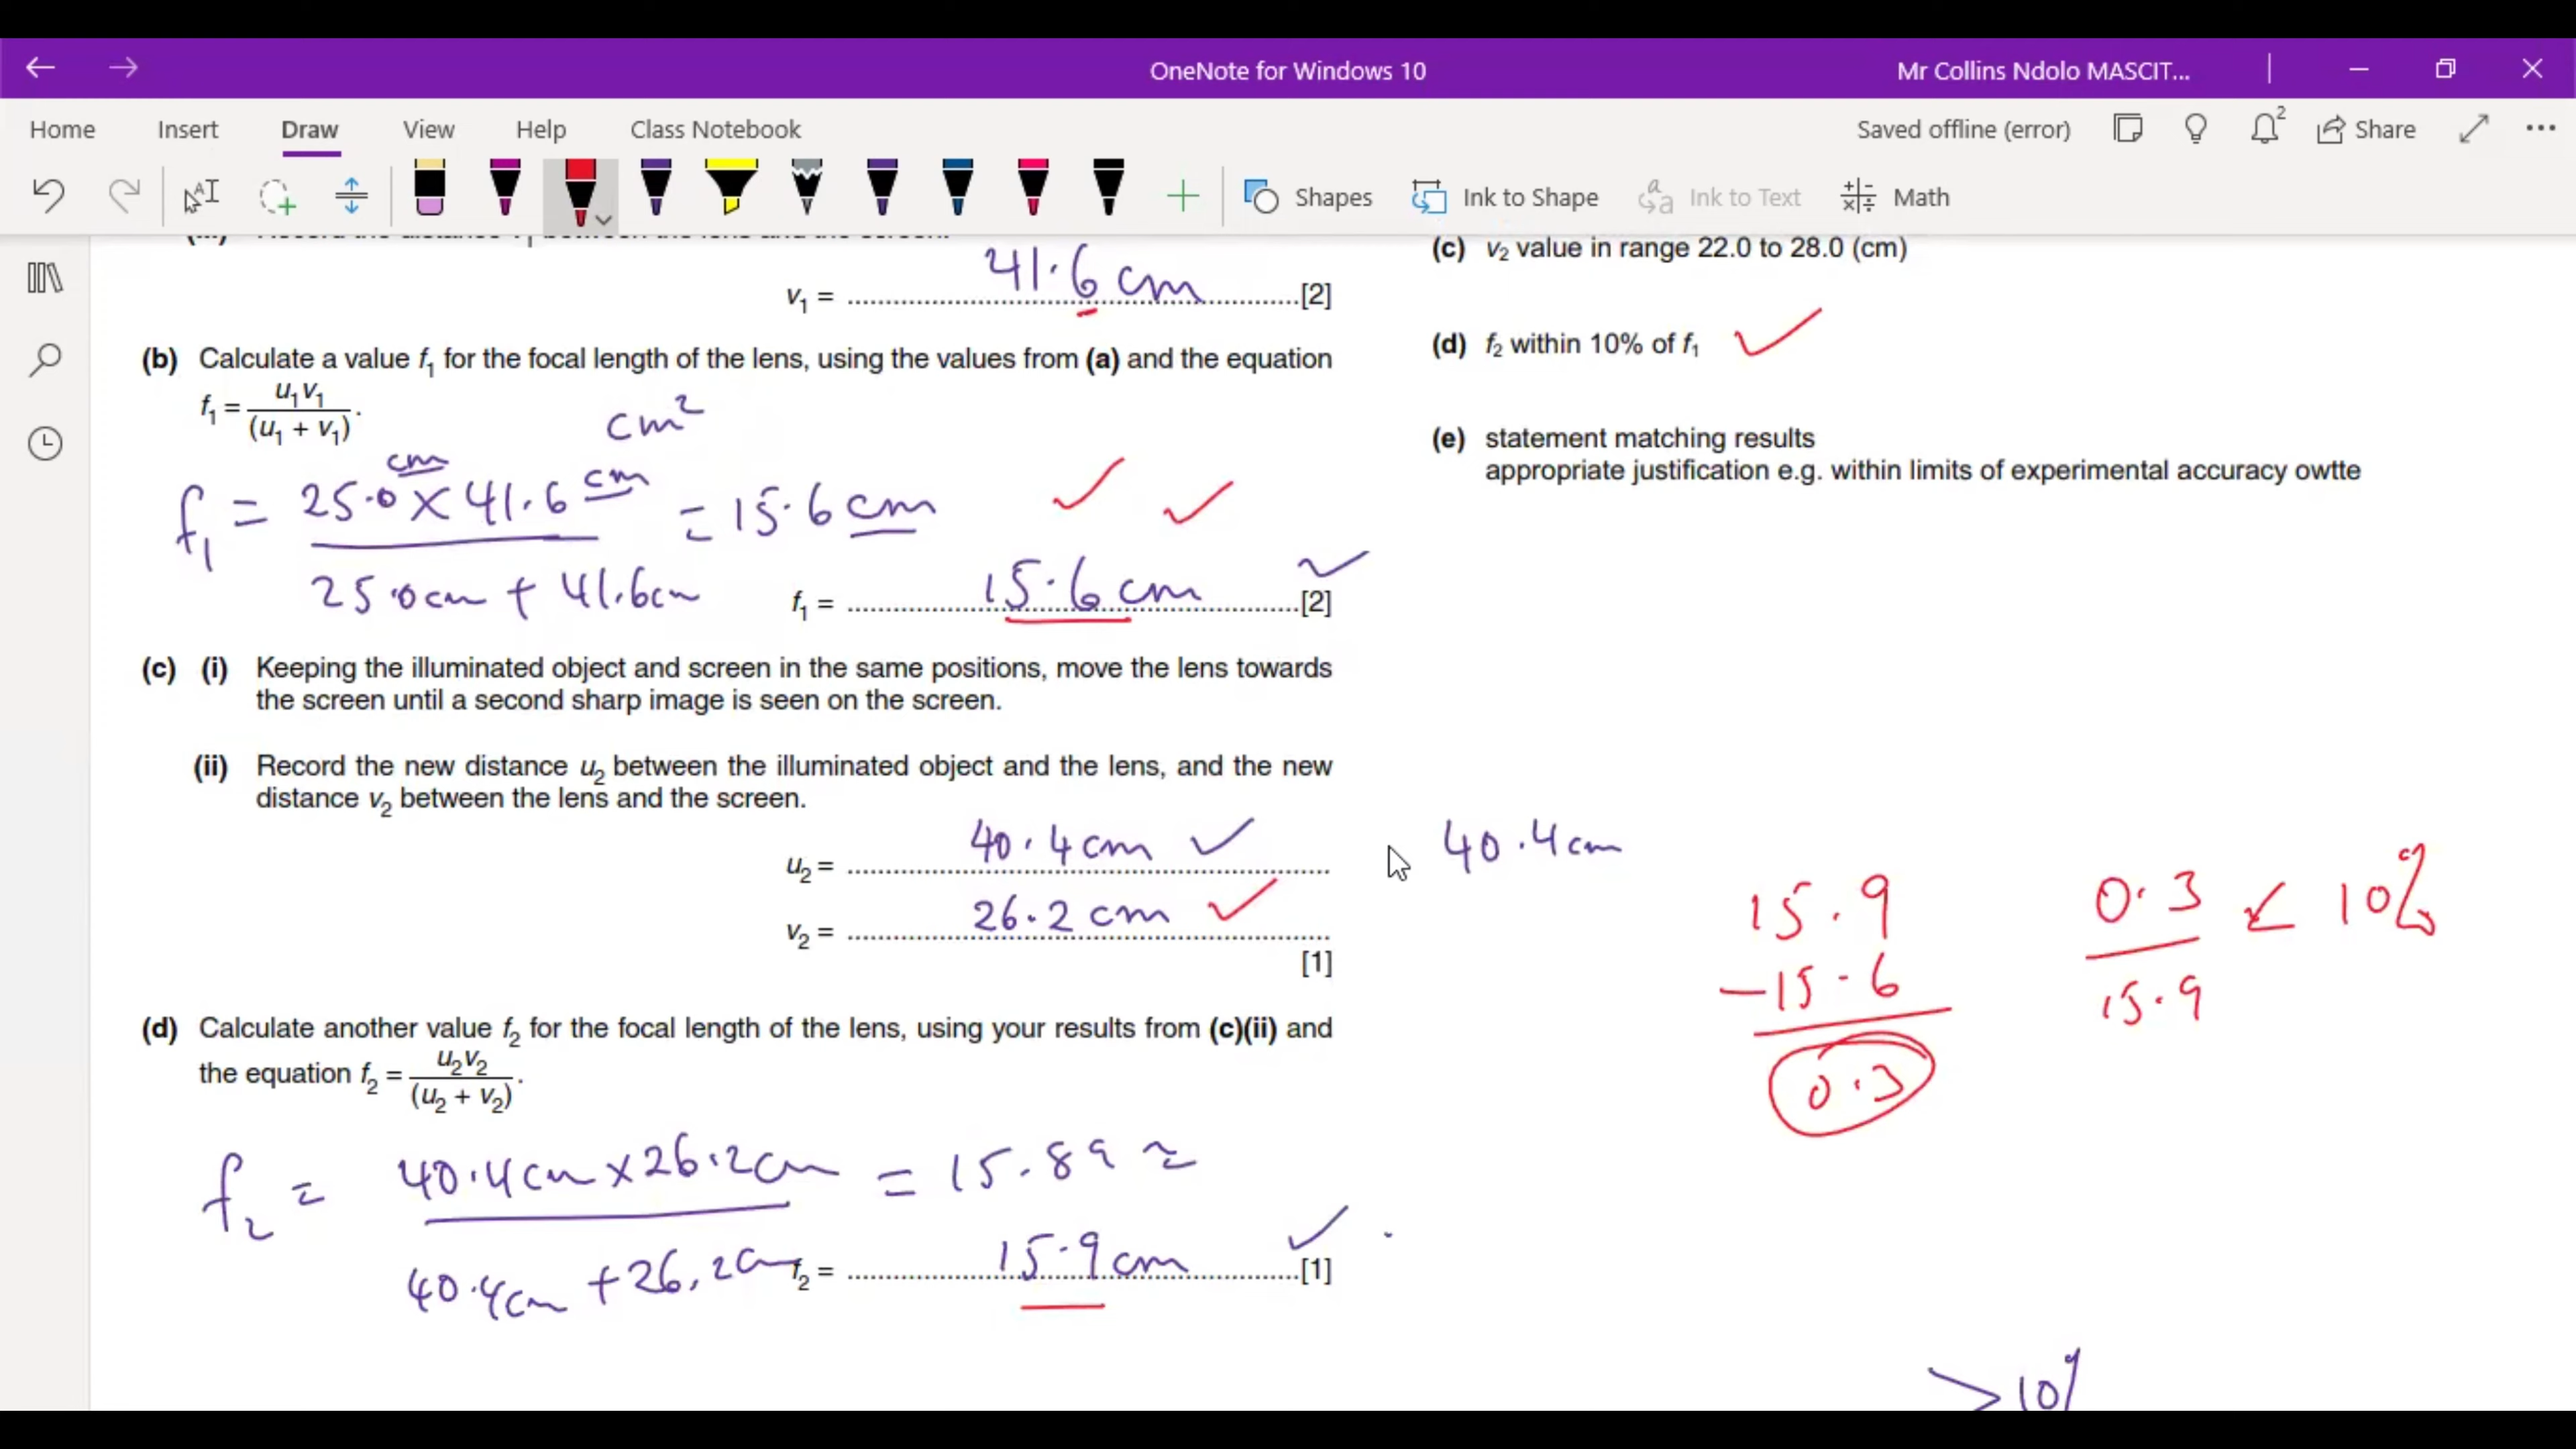 OneNote for Windows 10
Mr Collins Ndolo MASCIT...
Home Insert Draw View Help Class Notebook
Saved offline (error) 2 Share
Shapes Ink to Shape Ink to Text Math
v₁ = 41.6 cm [2]
(b) Calculate a value f₁ for the focal length of the lens, using the values from (a) and the equation
f₁ = u₁v₁ / (u₁ + v₁).
cm²
f₁ = 25.0 cm × 41.6 cm / 25.0cm + 41.6cm = 15.6 cm
f₁ = 15.6 cm [2]
(c) (i) Keeping the illuminated object and screen in the same positions, move the lens towards
the screen until a second sharp image is seen on the screen.
(ii) Record the new distance u₂ between the illuminated object and the lens, and the new
distance v₂ between the lens and the screen.
u₂ = 40.4 cm
v₂ = 26.2 cm
[1]
(d) Calculate another value f₂ for the focal length of the lens, using your results from (c)(ii) and
the equation f₂ = u₂v₂ / (u₂ + v₂).
f₂ = 40.4cm × 26.2cm / 40.4cm + 26.2cm = 15.89 ≈
f₂ = 15.9 cm [1]
(c) v₂ value in range 22.0 to 28.0 (cm)
(d) f₂ within 10% of f₁
(e) statement matching results
appropriate justification e.g. within limits of experimental accuracy owtte
40.4cm
15.9
−15.6
0.3
0.3 / 15.9
10%
>10%